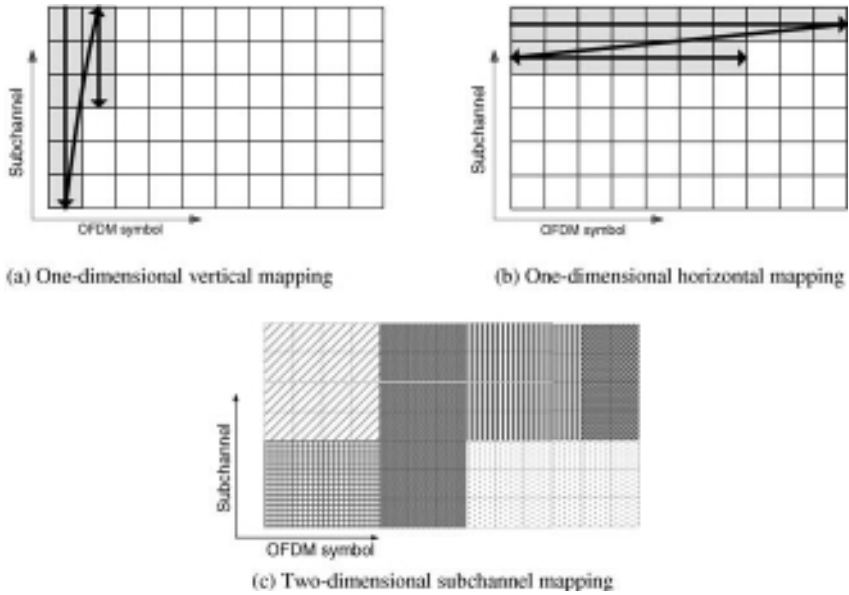 Subchannel
OFDM symbol
(a) One-dimensional vertical mapping
Subchannel
OFDM symbol
(b) One-dimensional horizontal mapping
Subchannel
OFDM symbol
(c) Two-dimensional subchannel mapping